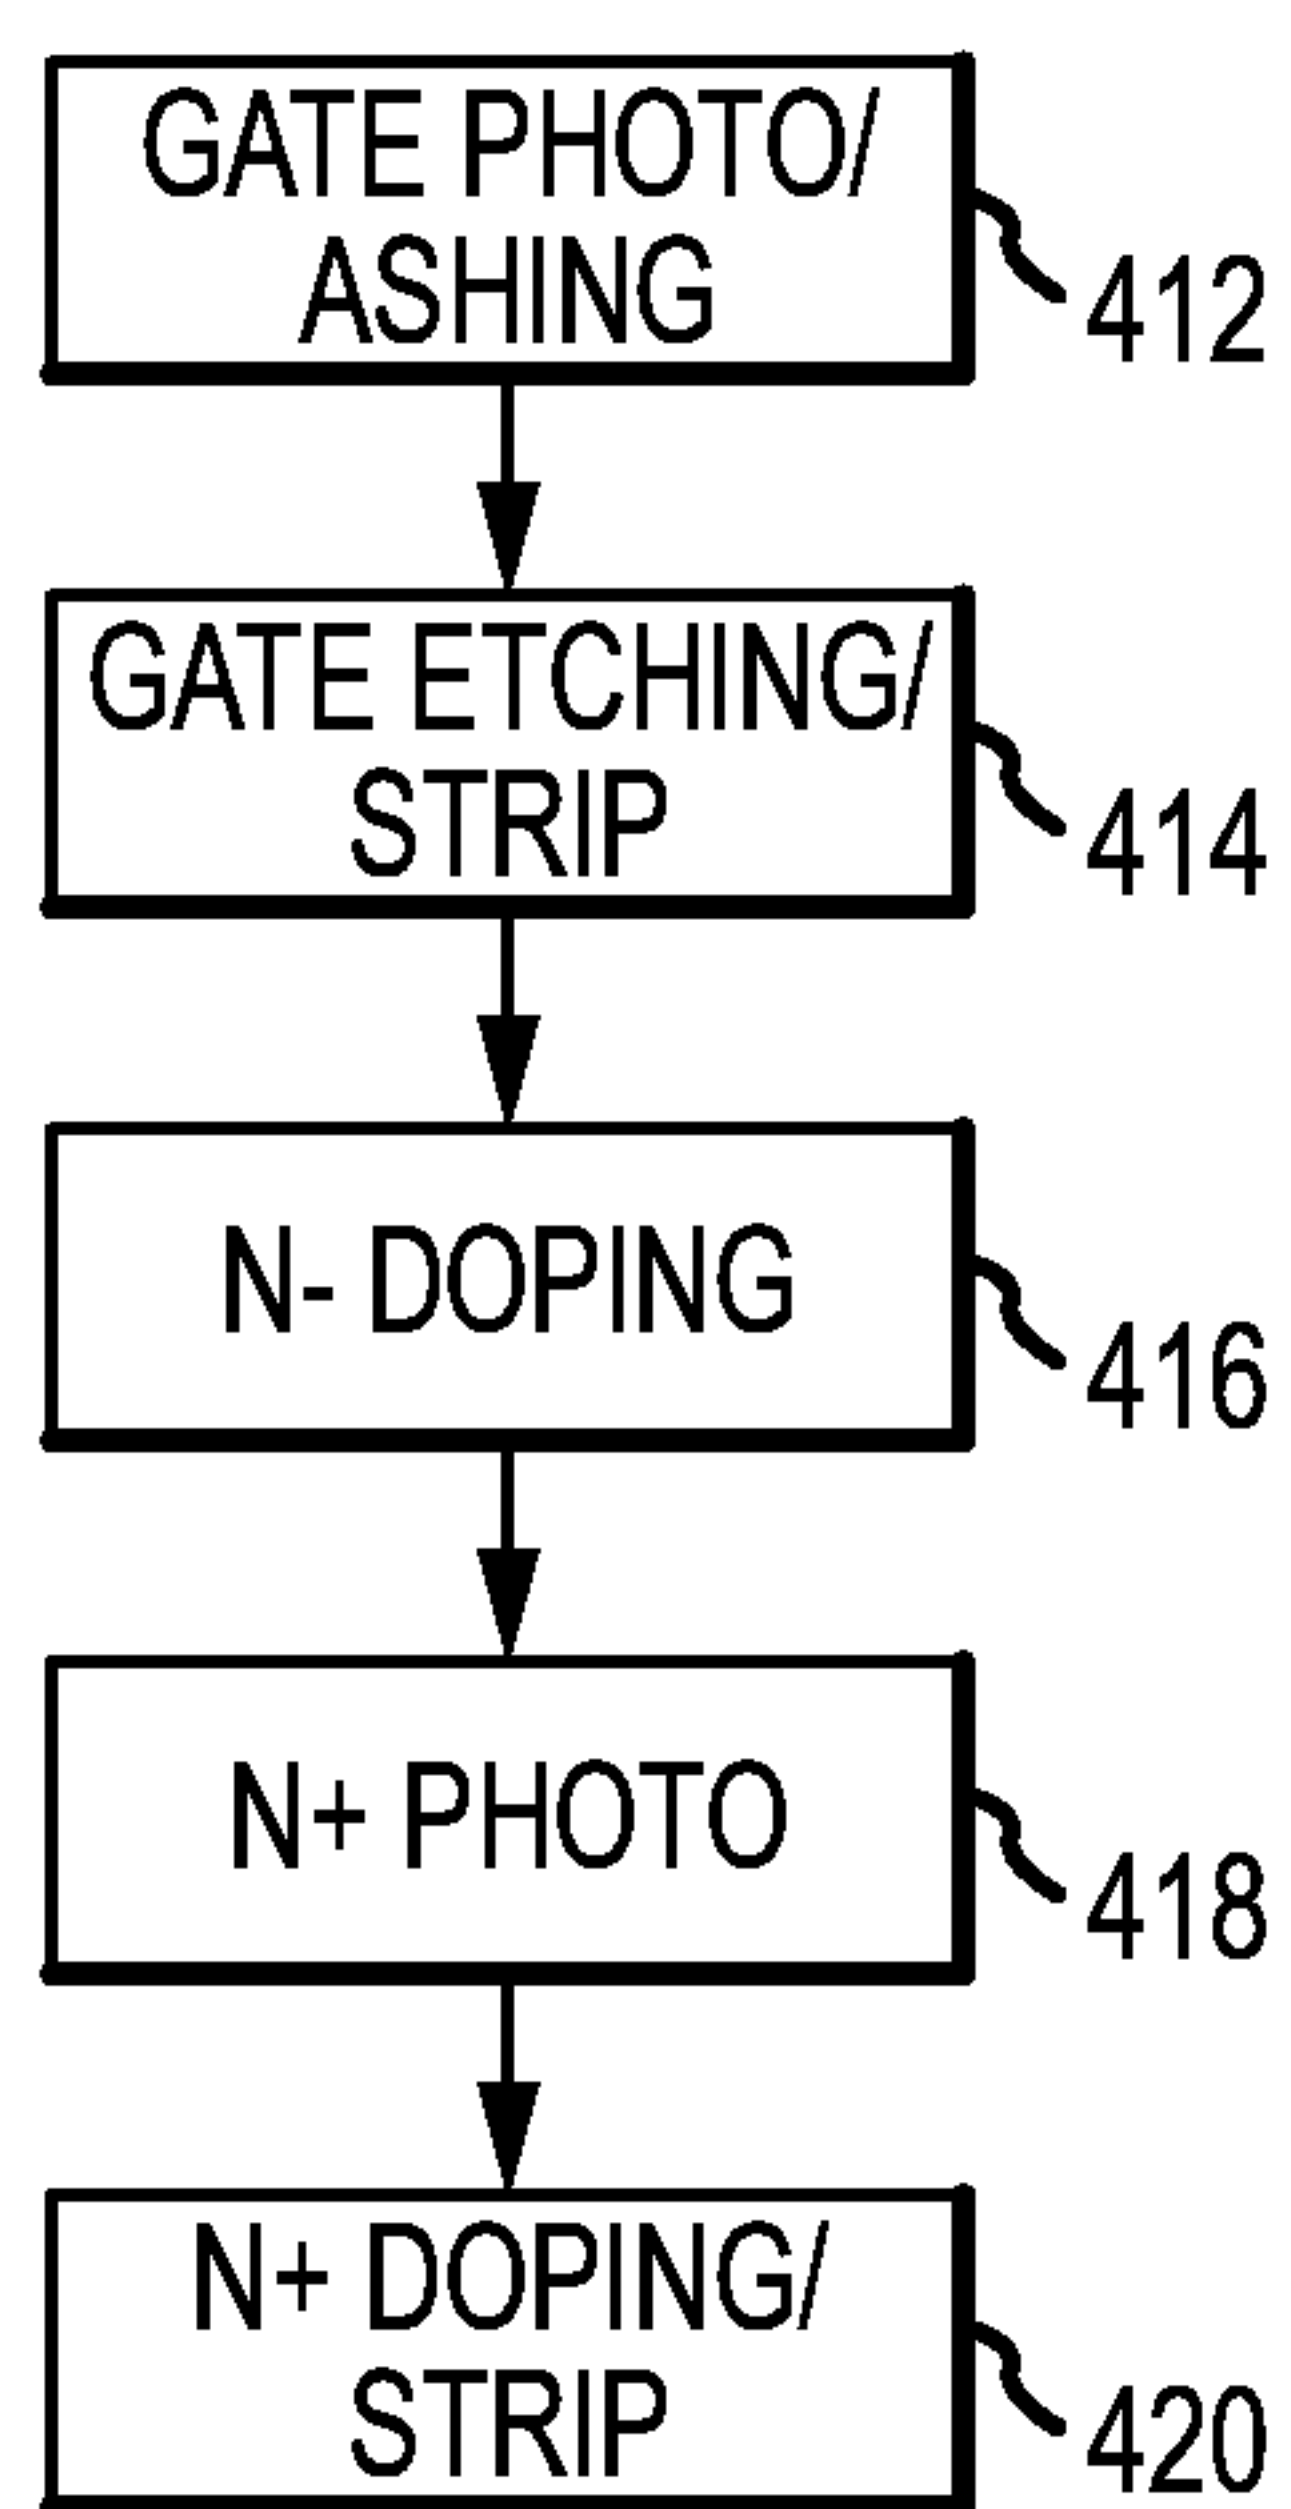 GATE PHOTO/
ASHING
412
GATE ETCHING/
STRIP
414
N- DOPING
416
N+ PHOTO
418
N+ DOPING/
STRIP
420